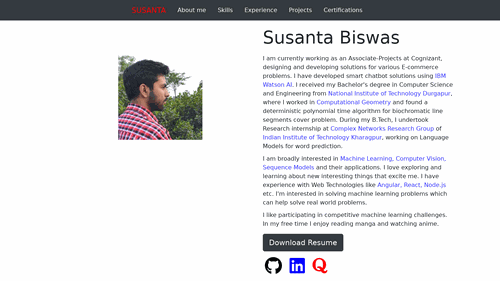 SUSANTA About me Skills Experience Projects Certifications
Susanta Biswas
I am currently working as an Associate-Projects at Cognizant,
designing and developing solutions for various E-commerce
problems. I have developed smart chatbot solutions using IBM
Watson AI. I received my Bachelor's degree in Computer Science
and Engineering from National Institute of Technology Durgapur,
where I worked in Computational Geometry and found a
deterministic polynomial time algorithm for biochromatic line
segments cover problem. During my B.Tech, I undertook
Research internship at Complex Networks Research Group of
Indian Institute of Technology Kharagpur, working on Language
Models for word prediction.
I am broadly interested in Machine Learning, Computer Vision,
Sequence Models and their applications. I love exploring and
learning about new interesting things that excite me. I have
experience with Web Technologies like Angular, React, Node.js
etc. I'm interested in solving machine learning problems which
can help solve real world problems.
I like participating in competitive machine learning challenges.
In my free time I enjoy reading manga and watching anime.
Download Resume
in Q